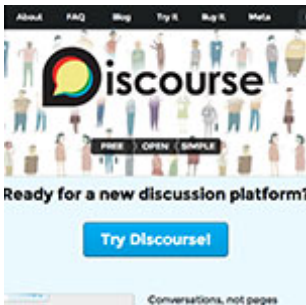 About FAQ Blog Try It Buy It Meta
Discourse
FREE OPEN SIMPLE
Ready for a new discussion platform?
Try Discourse!
Conversations, not pages